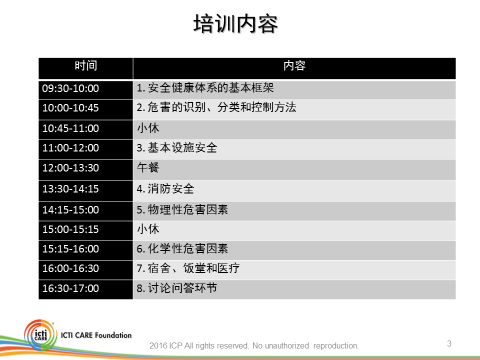 培训内容
时间 内容
09:30-10:00 1. 安全健康体系的基本框架
10:00-10:45 2. 危害的识别、分类和控制方法
10:45-11:00 小休
11:00-12:00 3. 基本设施安全
12:00-13:30 午餐
13:30-14:15 4. 消防安全
14:15-15:00 5. 物理性危害因素
15:00-15:15 小休
15:15-16:00 6. 化学性危害因素
16:00-16:30 7. 宿舍、饭堂和医疗
16:30-17:00 8. 讨论问答环节
icti
CARE
ICTI CARE Foundation
2016 ICP All rights reserved. No unauthorized reproduction.
3